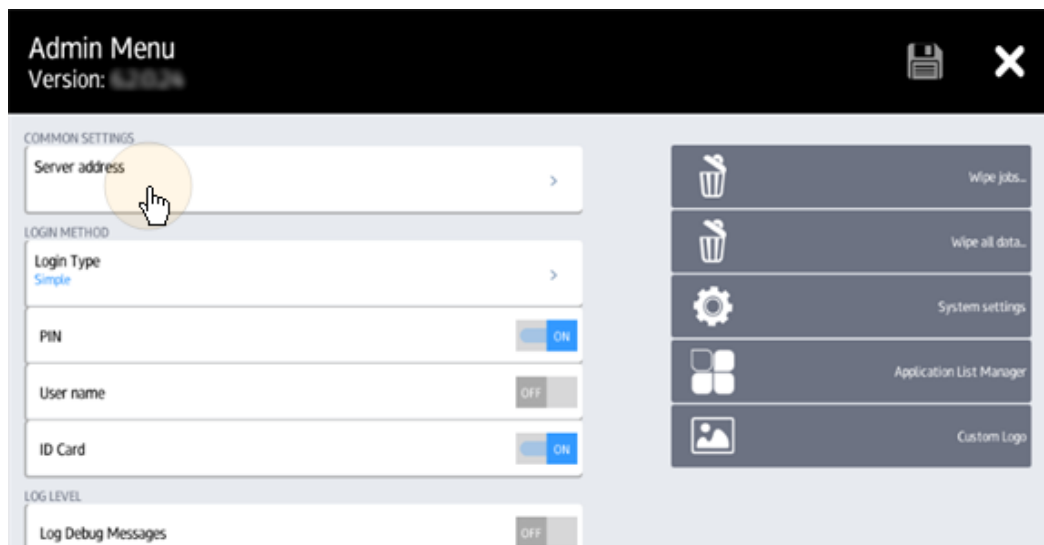 Admin Menu
Version:
COMMON SETTINGS
Server address
LOGIN METHOD
Login Type
Simple
PIN
ON
User name
OFF
ID Card
ON
LOG LEVEL
Log Debug Messages
OFF
Wipe jobs...
Wipe all data...
System settings
Application List Manager
Custom Logo